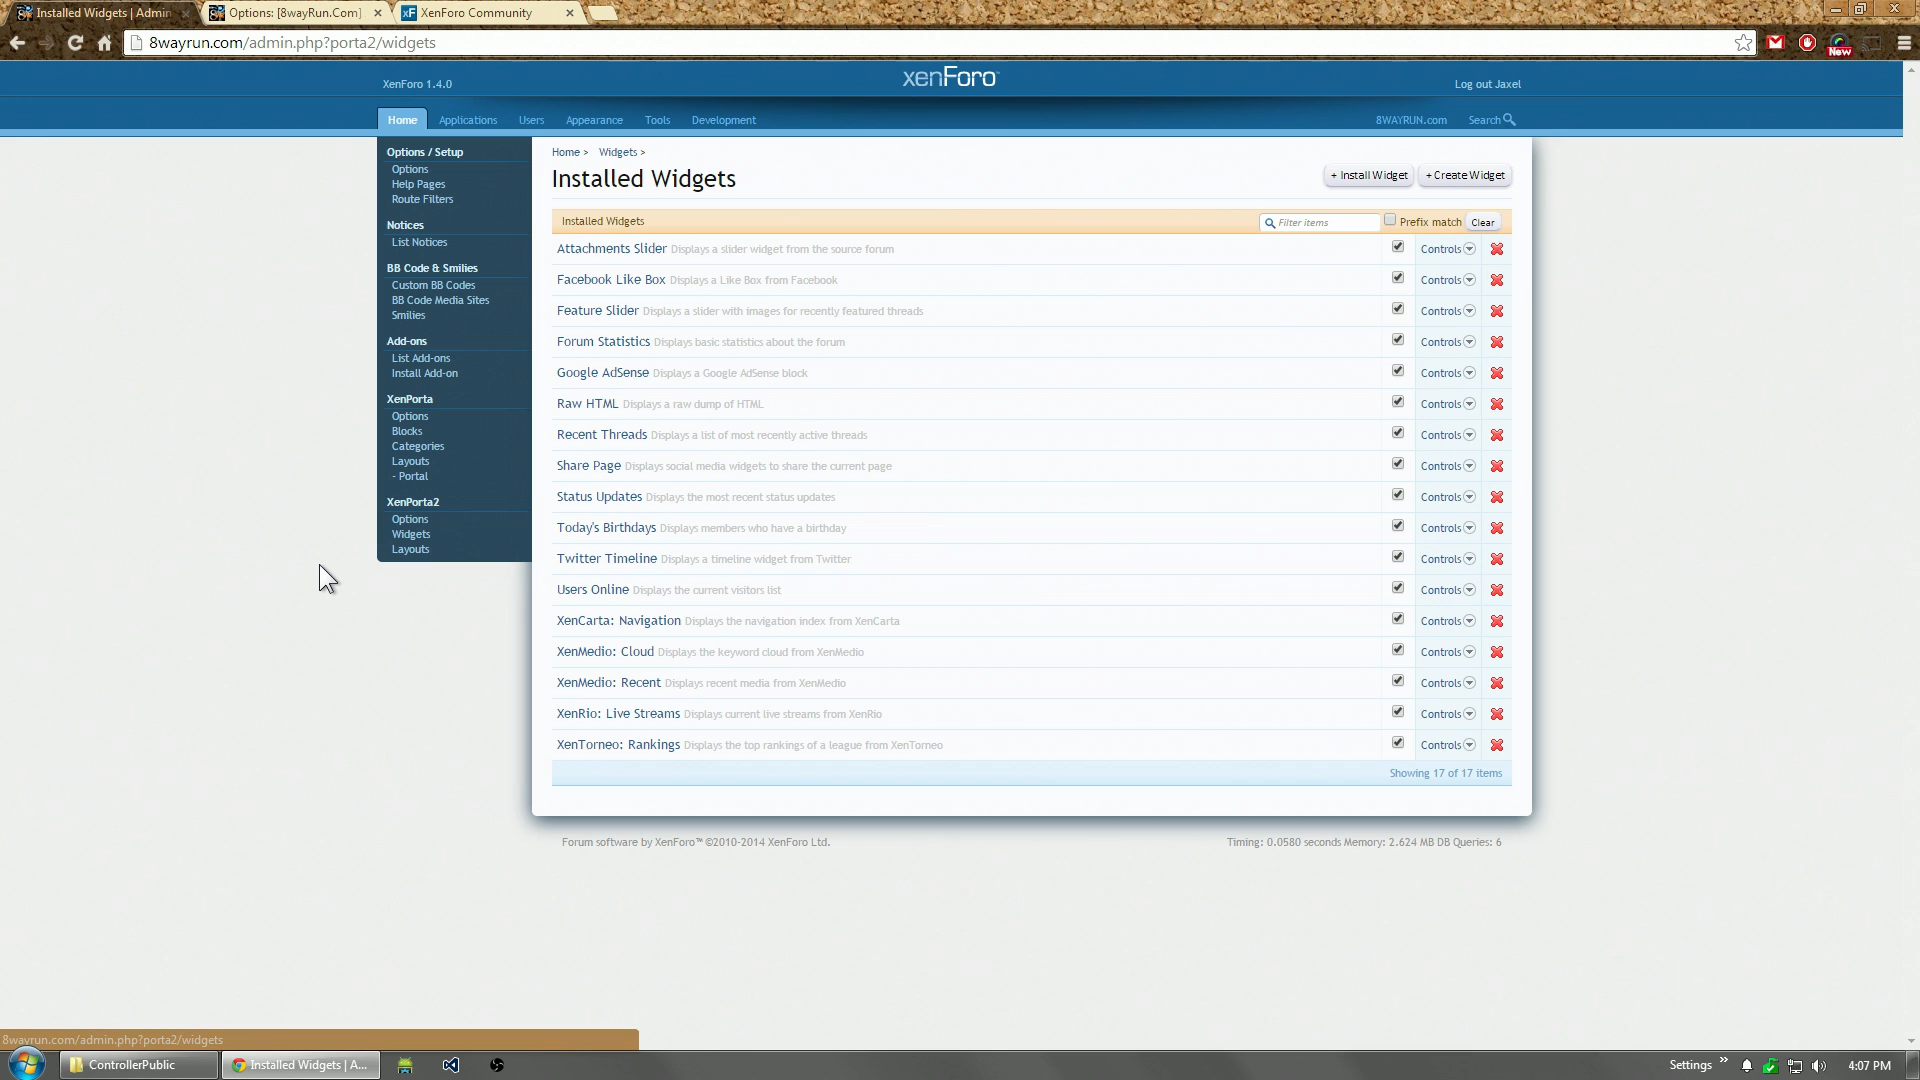 Installed Widgets | Admin
Options: [8wayRun.Com]
XenForo Community
8wayrun.com/admin.php?porta2/widgets
New
XenForo 1.4.0
xenForo
Log out Jaxel
Home
Applications
Users
Appearance
Tools
Development
8WAYRUN.com
Search
Options / Setup
Options
Help Pages
Route Filters
Notices
List Notices
BB Code & Smilies
Custom BB Codes
BB Code Media Sites
Smilies
Add-ons
List Add-ons
Install Add-on
XenPorta
Options
Blocks
Categories
Layouts
- Portal
XenPorta2
Options
Widgets
Layouts
Home > Widgets >
Installed Widgets
+ Install Widget
+ Create Widget
Installed Widgets
Filter items
Prefix match
Clear
Attachments Slider Displays a slider widget from the source forum
Controls
Facebook Like Box Displays a Like Box from Facebook
Controls
Feature Slider Displays a slider with images for recently featured threads
Controls
Forum Statistics Displays basic statistics about the forum
Controls
Google AdSense Displays a Google AdSense block
Controls
Raw HTML Displays a raw dump of HTML
Controls
Recent Threads Displays a list of most recently active threads
Controls
Share Page Displays social media widgets to share the current page
Controls
Status Updates Displays the most recent status updates
Controls
Today's Birthdays Displays members who have a birthday
Controls
Twitter Timeline Displays a timeline widget from Twitter
Controls
Users Online Displays the current visitors list
Controls
XenCarta: Navigation Displays the navigation index from XenCarta
Controls
XenMedio: Cloud Displays the keyword cloud from XenMedio
Controls
XenMedio: Recent Displays recent media from XenMedio
Controls
XenRio: Live Streams Displays current live streams from XenRio
Controls
XenTorneo: Rankings Displays the top rankings of a league from XenTorneo
Controls
Showing 17 of 17 items
Forum software by XenForo™ ©2010-2014 XenForo Ltd.
Timing: 0.0580 seconds Memory: 2.624 MB DB Queries: 6
8wayrun.com/admin.php?porta2/widgets
ControllerPublic
Installed Widgets | A...
Settings
4:07 PM